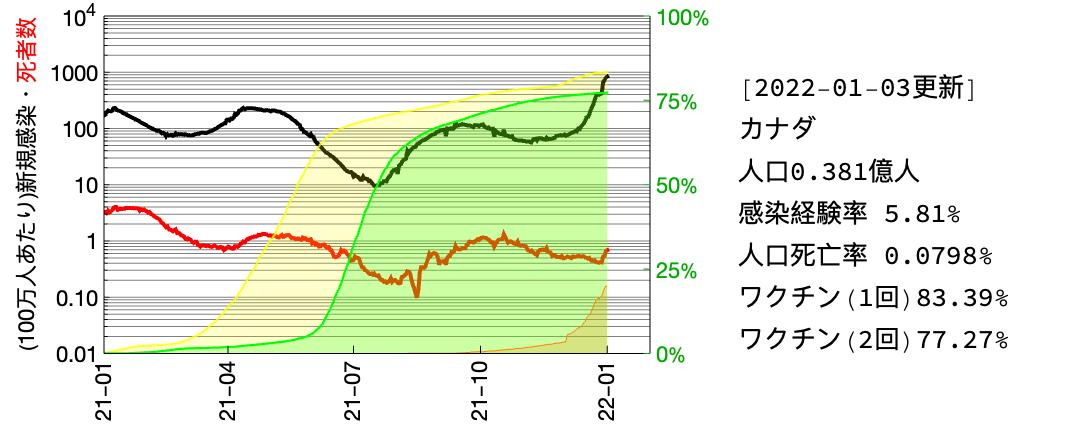 (100万人あたり)新規感染・死者数
10^4
1000
100
10
1
0.10
0.01
100%
75%
50%
25%
0%
21-01
21-04
21-07
21-10
22-01
[2022-01-03更新]
カナダ
人口0.381億人
感染経験率 5.81%
人口死亡率 0.0798%
ワクチン(1回)83.39%
ワクチン(2回)77.27%